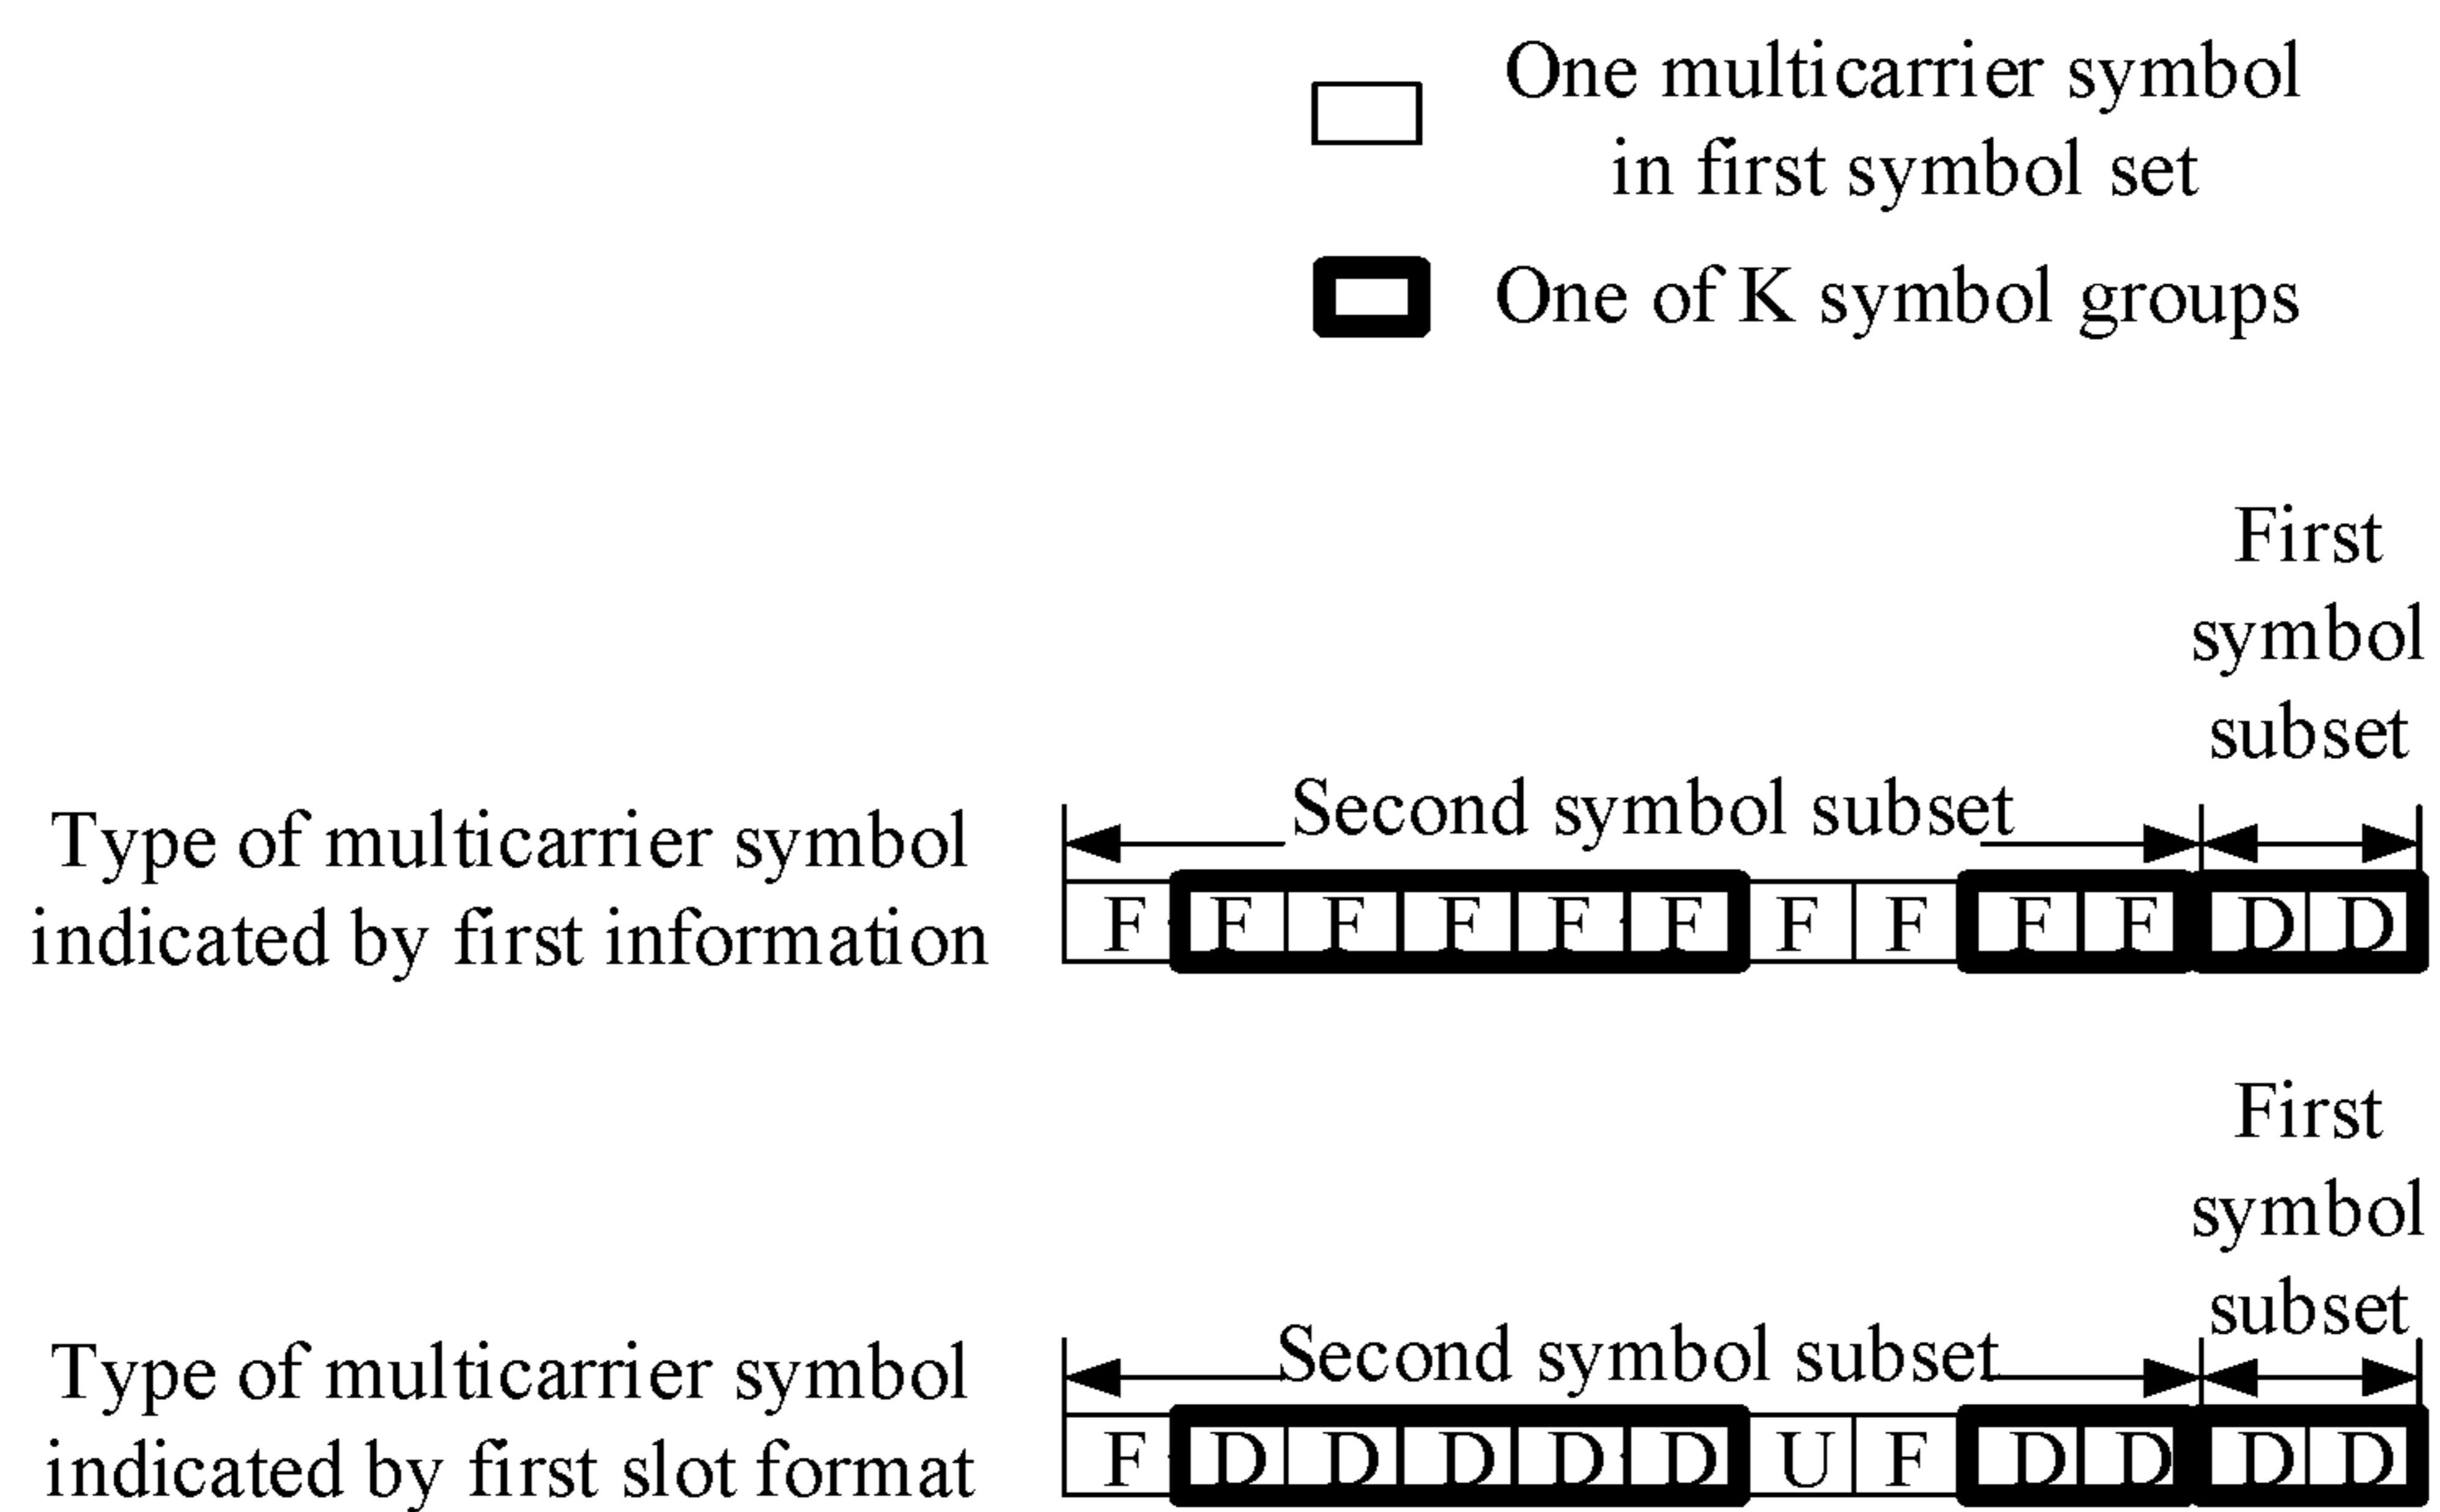 One multicarrier symbol
in first symbol set
One of K symbol groups
First
symbol
subset
Second symbol subset
Type of multicarrier symbol
indicated by first information
F F F F F F F F F F D D
First
symbol
subset
Second symbol subset
Type of multicarrier symbol
indicated by first slot format
F D D D D D U F D D D D